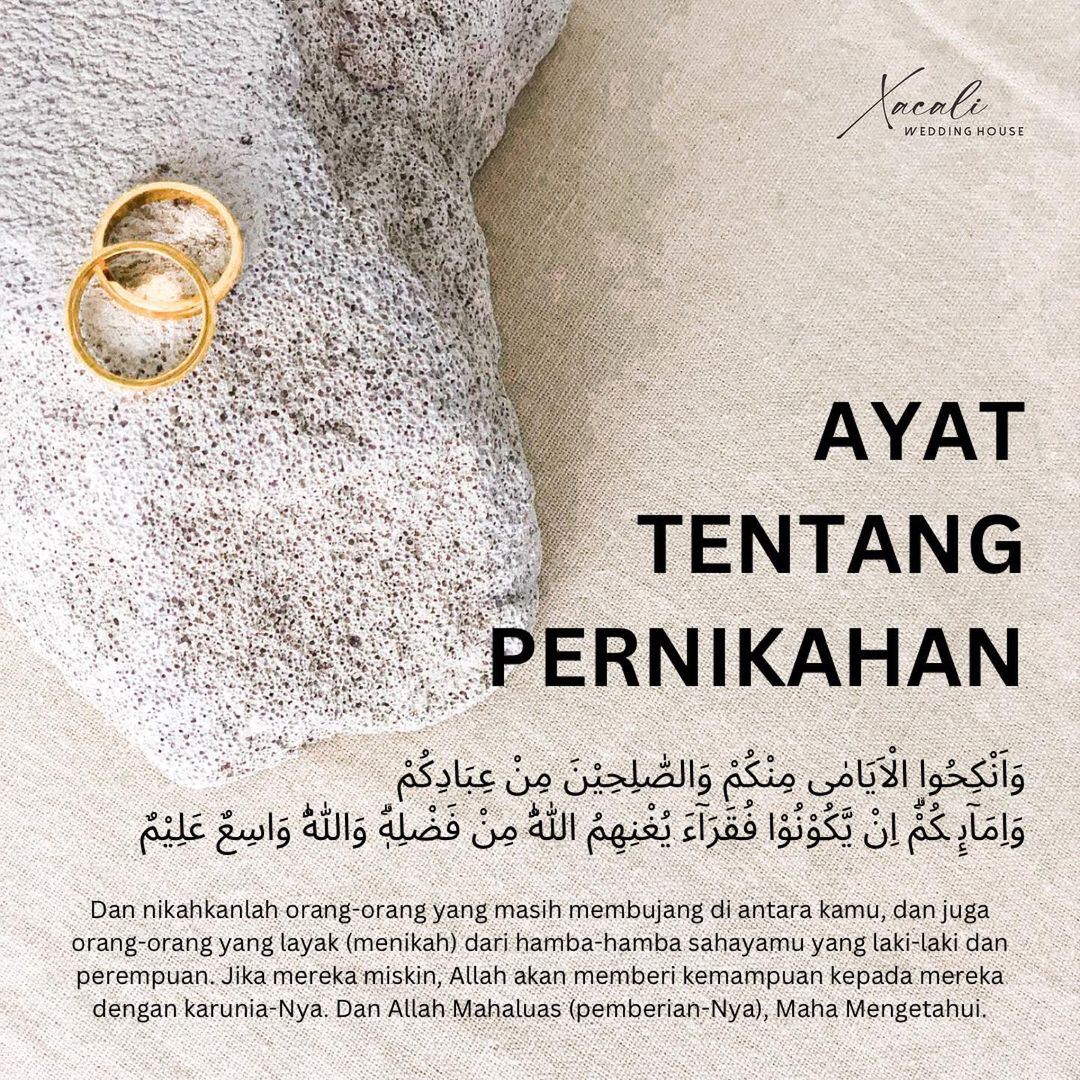 Xacali
WEDDING HOUSE
AYAT
TENTANG
PERNIKAHAN
وَاَنْكِحُوا الْاَيَامٰى مِنْكُمْ وَالصّٰلِحِيْنَ مِنْ عِبَادِكُمْ
وَاِمَاۤىِٕكُمْۗ اِنْ يَّكُوْنُوْا فُقَرَاۤءَ يُغْنِهِمُ اللّٰهُ مِنْ فَضْلِهٖۗ وَاللّٰهُ وَاسِعٌ عَلِيْمٌ
Dan nikahkanlah orang-orang yang masih membujang di antara kamu, dan juga
orang-orang yang layak (menikah) dari hamba-hamba sahayamu yang laki-laki dan
perempuan. Jika mereka miskin, Allah akan memberi kemampuan kepada mereka
dengan karunia-Nya. Dan Allah Mahaluas (pemberian-Nya), Maha Mengetahui.